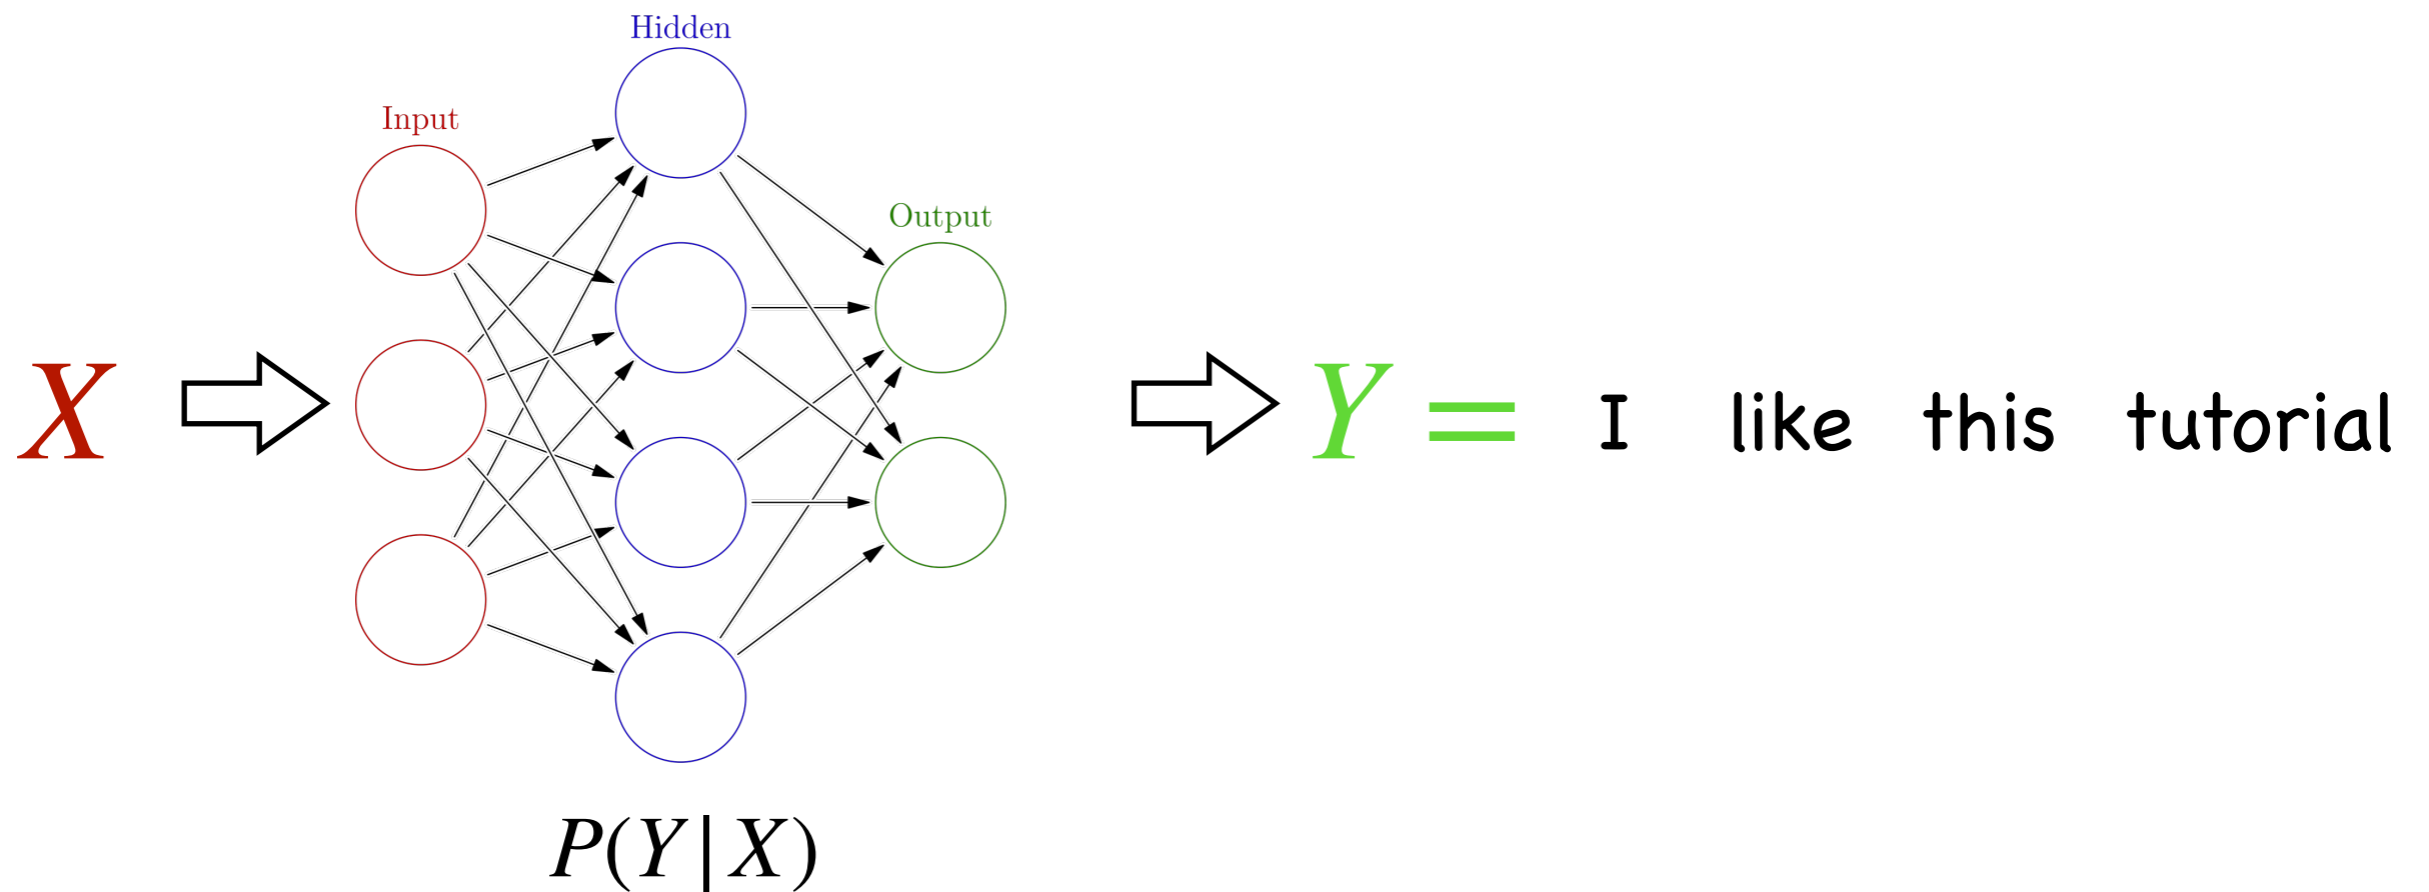 Hidden
Input
Output
X
Y = I like this tutorial
P(Y|X)